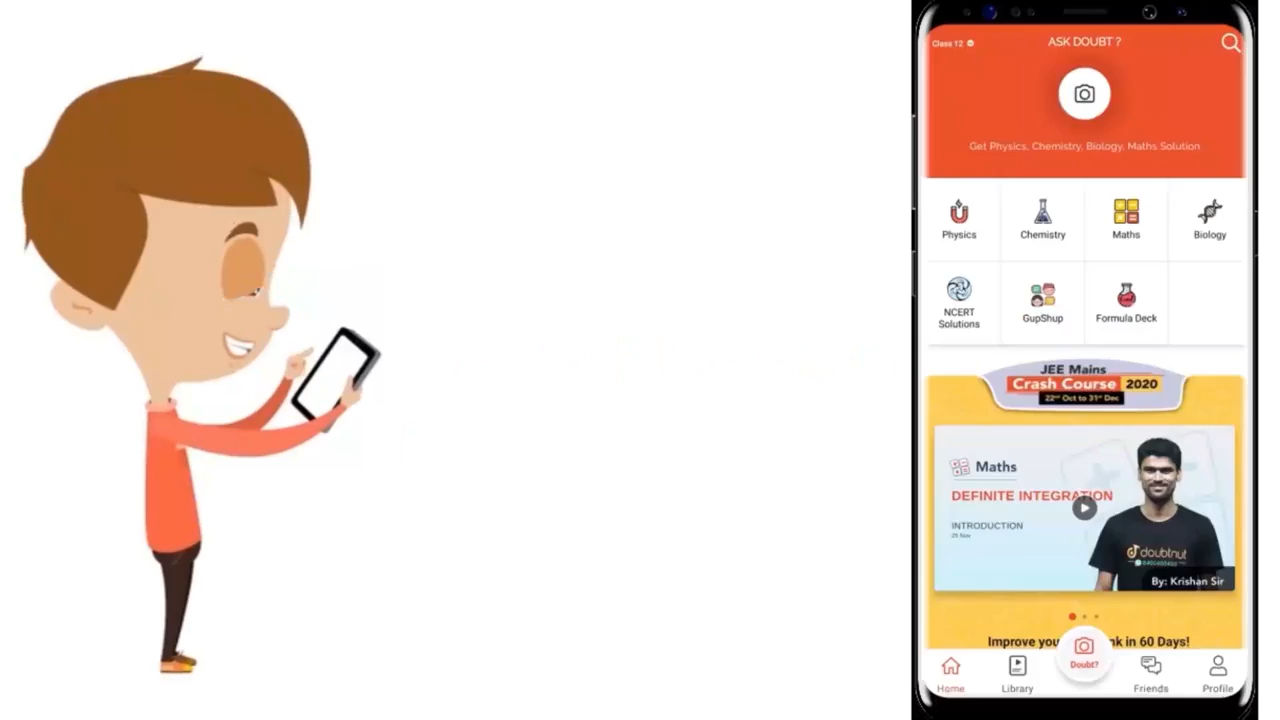 Class 12
ASK DOUBT ?
Get Physics, Chemistry, Biology, Maths Solution
Physics
Chemistry
Maths
Biology
NCERT
Solutions
GupShup
Formula Deck
JEE Mains
Crash Course 2020
22nd Oct to 31st Dec
Maths
DEFINITE INTEGRATION
INTRODUCTION
doubtnut
By: Krishan Sir
Improve you nk in 60 Days!
Doubt?
Home
Library
Friends
Profile